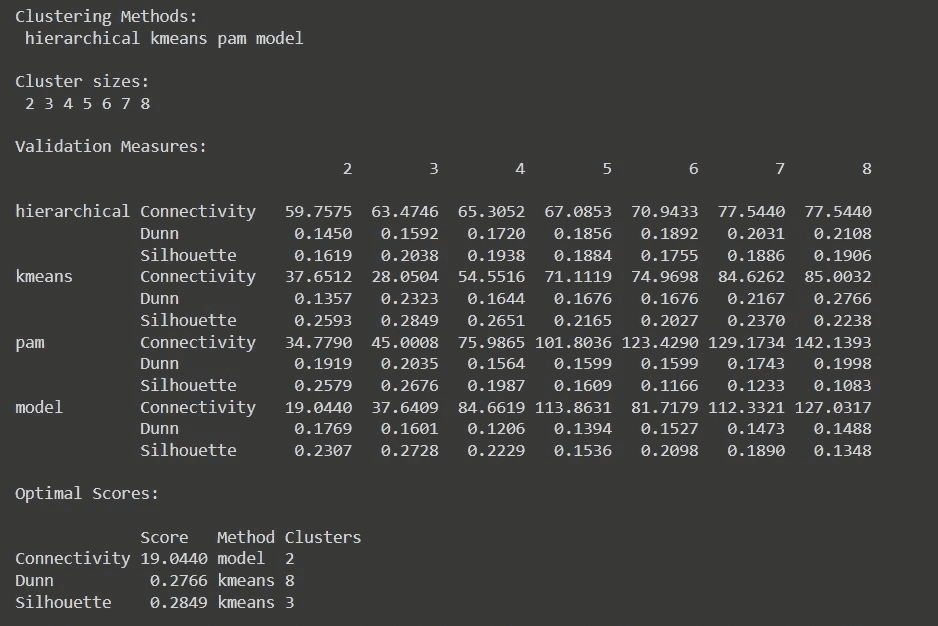 Clustering Methods:
hierarchical kmeans pam model
Cluster sizes:
2 3 4 5 6 7 8
Validation Measures:
2 3 4 5 6 7 8
hierarchical Connectivity 59.7575 63.4746 65.3052 67.0853 70.9433 77.5440 77.5440
Dunn 0.1450 0.1592 0.1720 0.1856 0.1892 0.2031 0.2108
Silhouette 0.1619 0.2038 0.1938 0.1884 0.1755 0.1886 0.1906
kmeans Connectivity 37.6512 28.0504 54.5516 71.1119 74.9698 84.6262 85.0032
Dunn 0.1357 0.2323 0.1644 0.1676 0.1676 0.2167 0.2766
Silhouette 0.2593 0.2849 0.2651 0.2165 0.2027 0.2370 0.2238
pam Connectivity 34.7790 45.0008 75.9865 101.8036 123.4290 129.1734 142.1393
Dunn 0.1919 0.2035 0.1564 0.1599 0.1599 0.1743 0.1998
Silhouette 0.2579 0.2676 0.1987 0.1609 0.1166 0.1233 0.1083
model Connectivity 19.0440 37.6409 84.6619 113.8631 81.7179 112.3321 127.0317
Dunn 0.1769 0.1601 0.1206 0.1394 0.1527 0.1473 0.1488
Silhouette 0.2307 0.2728 0.2229 0.1536 0.2098 0.1890 0.1348
Optimal Scores:
Score Method Clusters
Connectivity 19.0440 model 2
Dunn 0.2766 kmeans 8
Silhouette 0.2849 kmeans 3